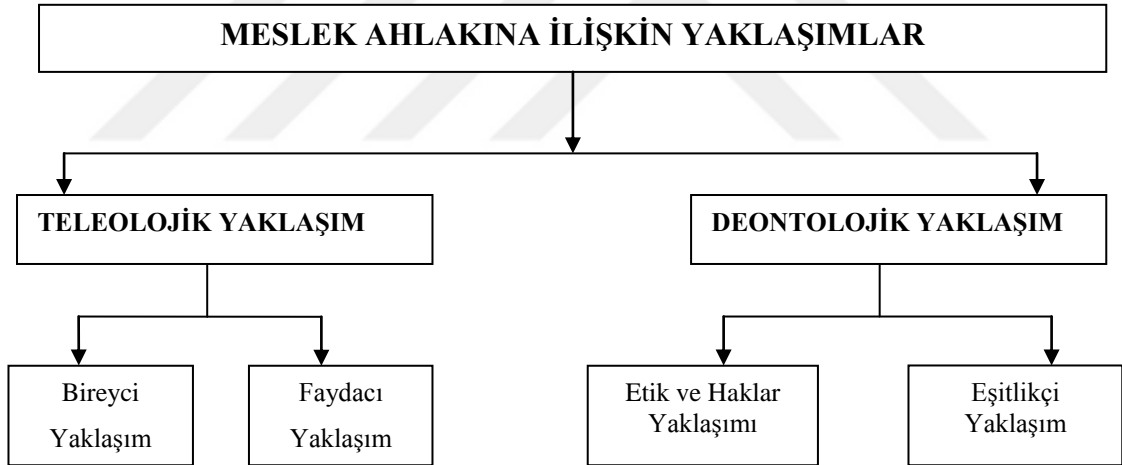 MESLEK AHLAKINA İLİŞKİN YAKLAŞIMLAR
TELEOLOJİK YAKLAŞIM
DEONTOLOJİK YAKLAŞIM
Bireyci
Yaklaşım
Faydacı
Yaklaşım
Etik ve Haklar
Yaklaşımı
Eşitlikçi
Yaklaşım